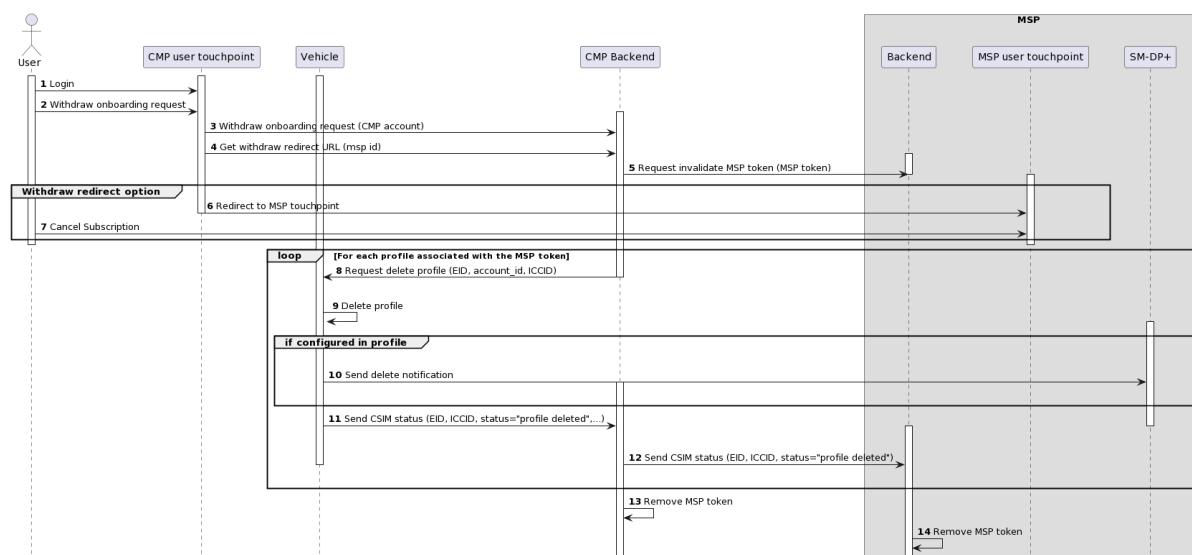 MSP
User
CMP user touchpoint
Vehicle
CMP Backend
Backend
MSP user touchpoint
SM-DP+
1 Login
2 Withdraw onboarding request
3 Withdraw onboarding request (CMP account)
4 Get withdraw redirect URL (msp id)
5 Request invalidate MSP token (MSP token)
Withdraw redirect option
6 Redirect to MSP touchpoint
7 Cancel Subscription
loop [For each profile associated with the MSP token]
8 Request delete profile (EID, account_id, ICCID)
9 Delete profile
if configured in profile
10 Send delete notification
11 Send CSIM status (EID, ICCID, status="profile deleted",...)
12 Send CSIM status (EID, ICCID, status="profile deleted")
13 Remove MSP token
14 Remove MSP token